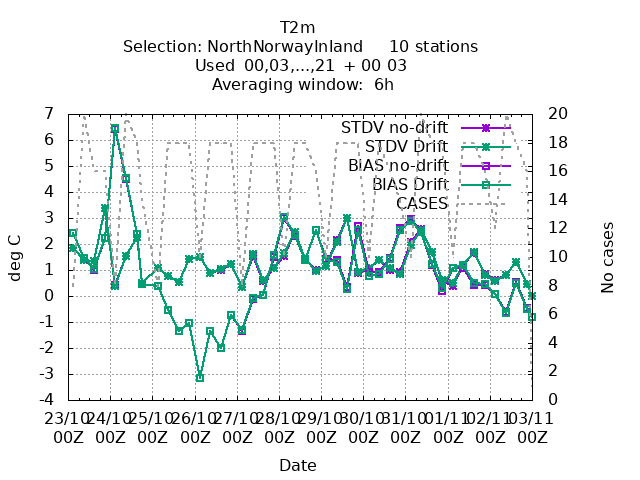 T2m
Selection: NorthNorwayInland 10 stations
Used 00,03,...,21 + 00 03
Averaging window: 6h
7
6
5
4
3
2
1
0
-1
-2
-3
-4
deg C
20
18
16
14
12
10
8
6
4
2
0
No cases
STDV no-drift
STDV Drift
BIAS no-drift
BIAS Drift
CASES
23/10 24/10 25/10 26/10 27/10 28/10 29/10 30/10 31/10 01/11 02/11 03/11
00Z 00Z 00Z 00Z 00Z 00Z 00Z 00Z 00Z 00Z 00Z 00Z
Date